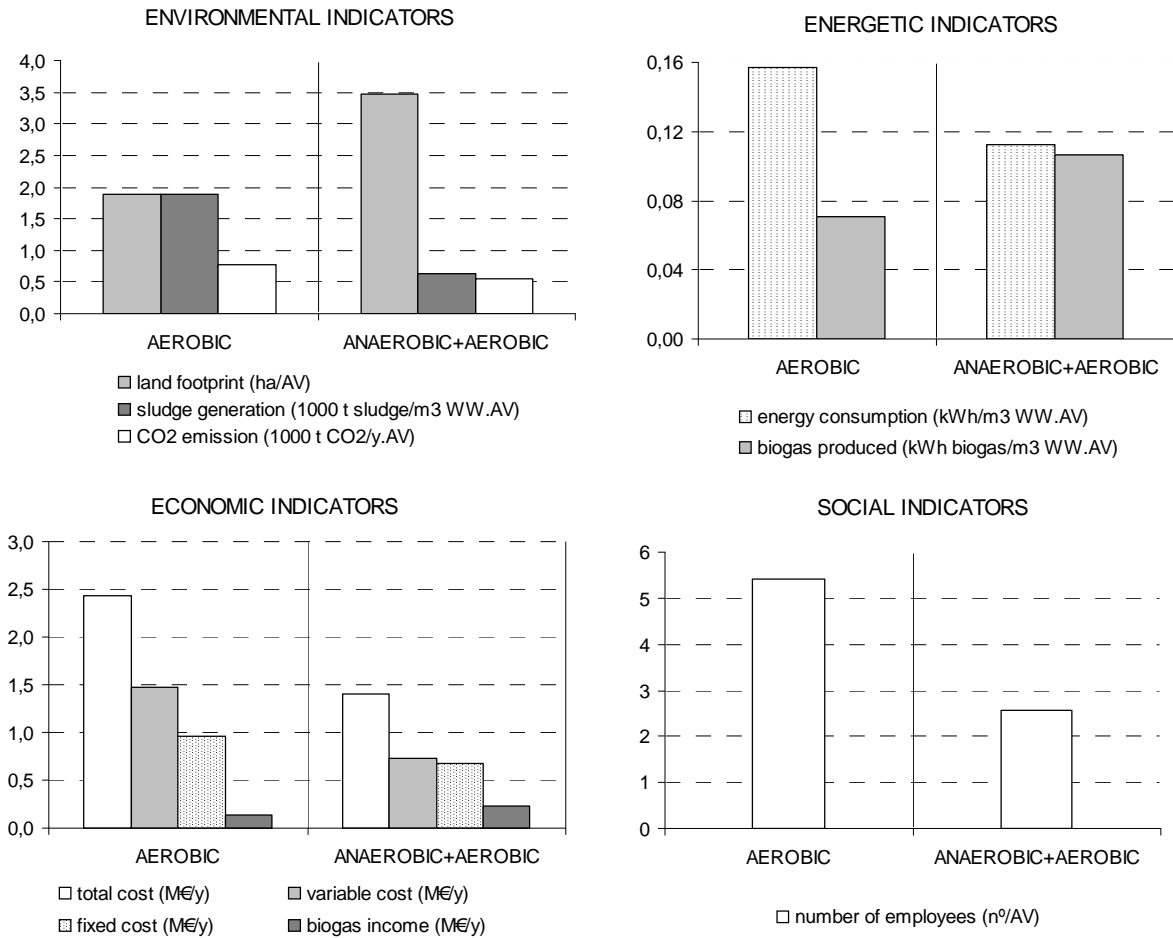 ENVIRONMENTAL INDICATORS
4,0
3,5
3,0
2,5
2,0
1,5
1,0
0,5
0,0
AEROBIC ANAEROBIC+AEROBIC
land footprint (ha/AV)
sludge generation (1000 t sludge/m3 WW.AV)
CO2 emission (1000 t CO2/y.AV)
ENERGETIC INDICATORS
0,16
0,12
0,08
0,04
0,00
AEROBIC ANAEROBIC+AEROBIC
energy consumption (kWh/m3 WW.AV)
biogas produced (kWh biogas/m3 WW.AV)
ECONOMIC INDICATORS
3,0
2,5
2,0
1,5
1,0
0,5
0,0
AEROBIC ANAEROBIC+AEROBIC
total cost (M€/y) variable cost (M€/y)
fixed cost (M€/y) biogas income (M€/y)
SOCIAL INDICATORS
6
5
4
3
2
1
0
AEROBIC ANAEROBIC+AEROBIC
number of employees (nº/AV)